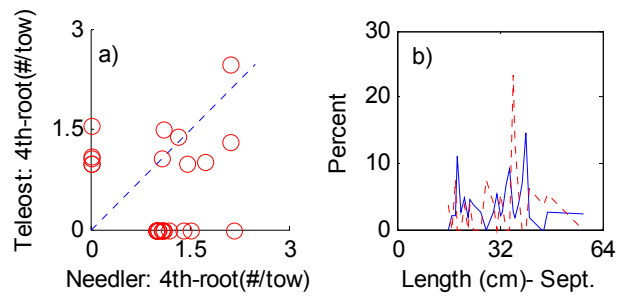 a)
Teleost: 4th-root(#/tow)
3
1.5
0
0
1.5
3
Needler: 4th-root(#/tow)
b)
Percent
30
20
10
0
0
32
64
Length (cm)- Sept.